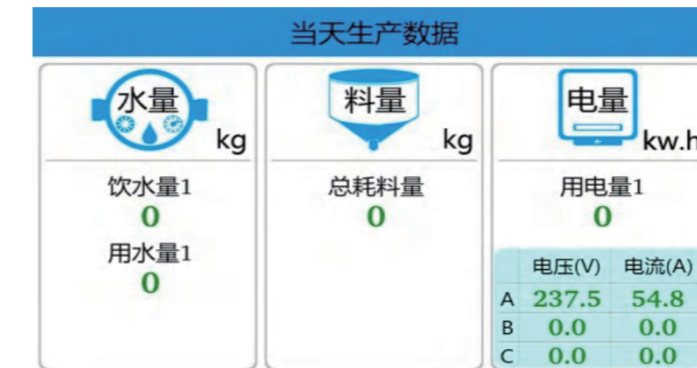 当天生产数据
水量
kg
饮水量1
0
用水量1
0
料量
kg
总耗料量
0
电量
kw.h
用电量1
0
电压(V) 电流(A)
A 237.5 54.8
B 0.0 0.0
C 0.0 0.0